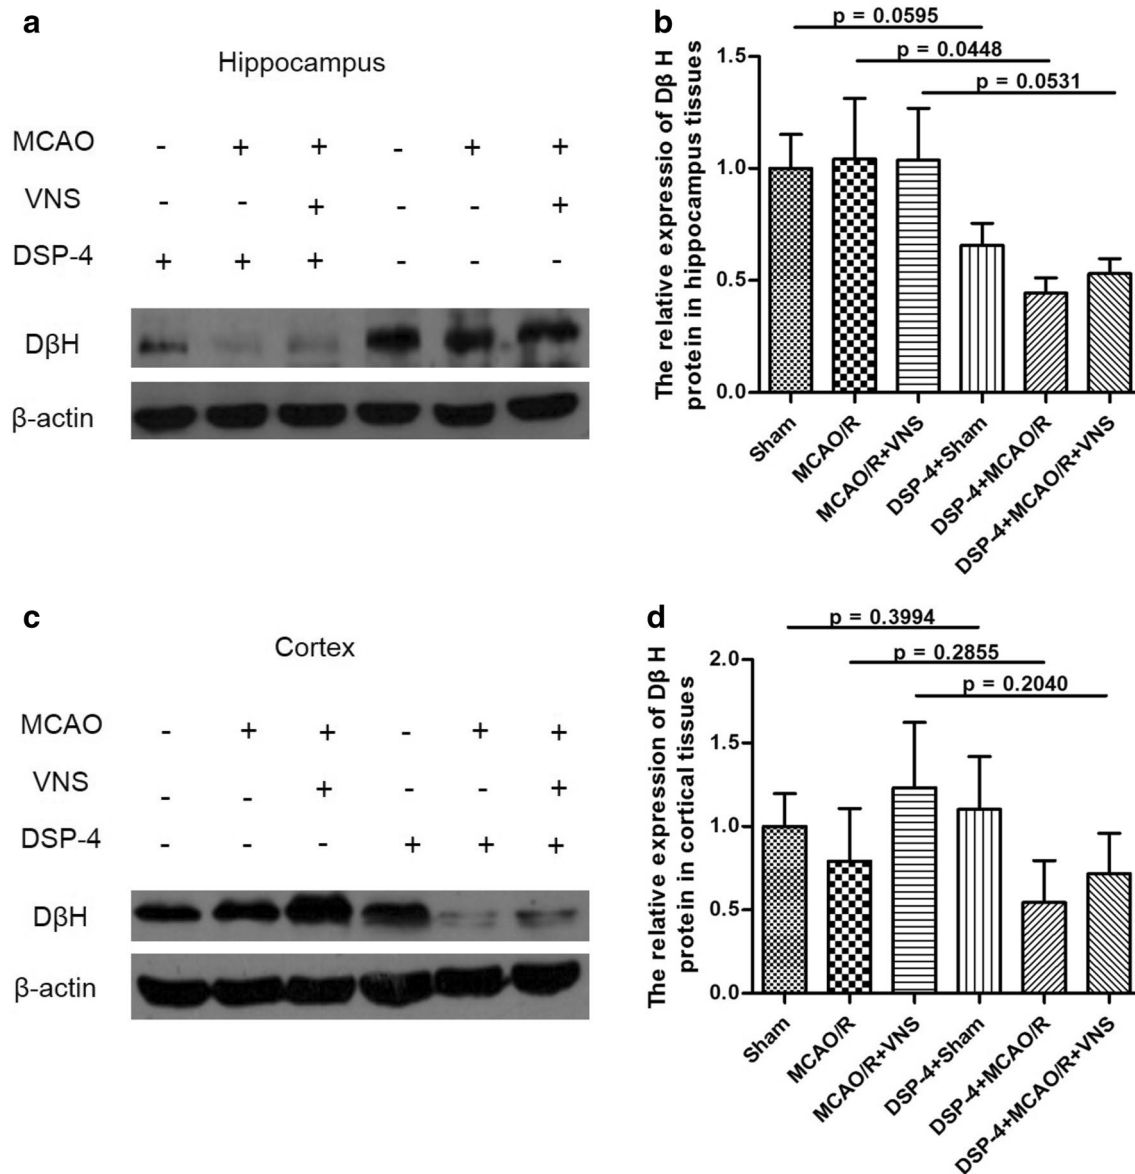 a
Hippocampus
MCAO - + + - + +
VNS - - + - - +
DSP-4 + + + - - -
DβH
β-actin
b
p = 0.0595
p = 0.0448
p = 0.0531
The relative expressio of Dβ H
protein in hippocampus tissues
1.5
1.0
0.5
0.0
Sham
MCAO/R
MCAO/R+VNS
DSP-4+Sham
DSP-4+MCAO/R
DSP-4+MCAO/R+VNS
c
Cortex
MCAO - + + - + +
VNS - - + - - +
DSP-4 - - - + + +
DβH
β-actin
d
p = 0.3994
p = 0.2855
p = 0.2040
The relative expression of Dβ H
protein in cortical tissues
2.0
1.5
1.0
0.5
0.0
Sham
MCAO/R
MCAO/R+VNS
DSP-4+Sham
DSP-4+MCAO/R
DSP-4+MCAO/R+VNS